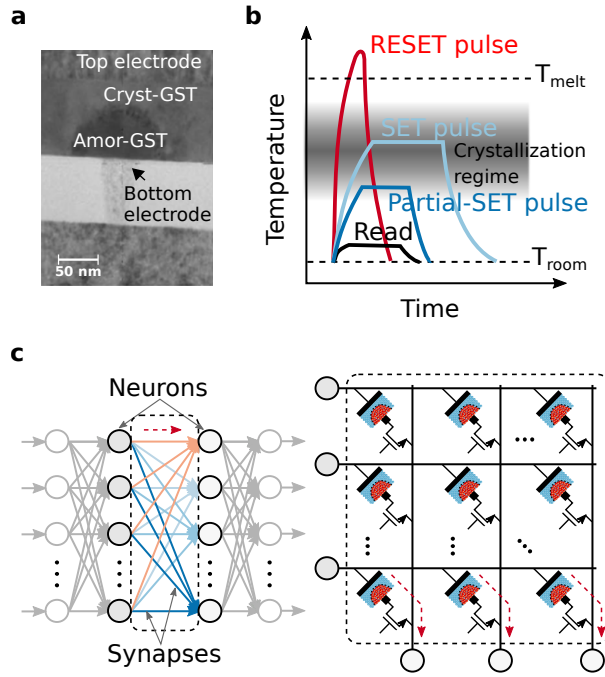 a
Top electrode
Cryst-GST
Amor-GST
Bottom
electrode
50 nm
b
RESET pulse
T_melt
SET pulse
Crystallization
regime
Partial-SET pulse
Read
T_room
Temperature
Time
c
Neurons
Synapses